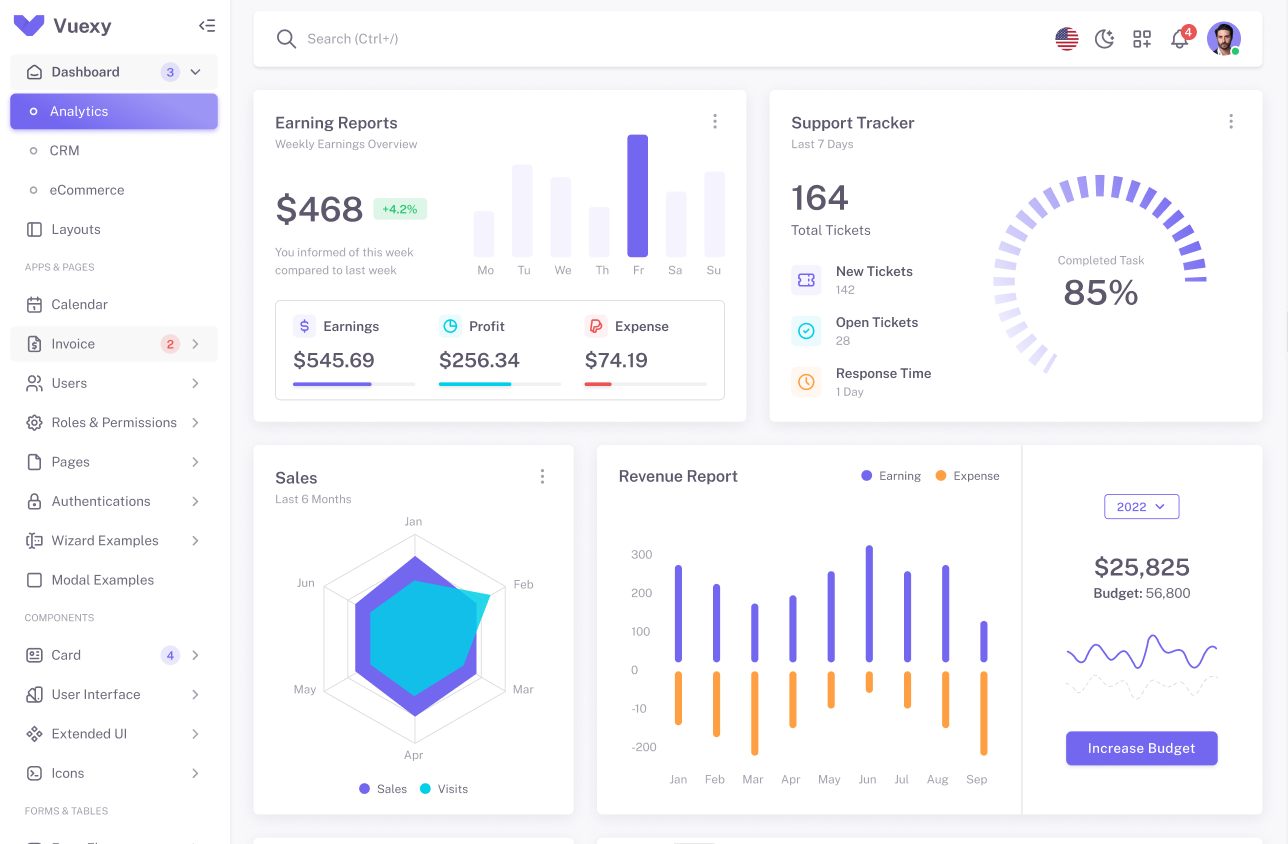 Vuexy
Dashboard 3
Analytics
CRM
eCommerce
Layouts
APPS & PAGES
Calendar
Invoice 2
Users
Roles & Permissions
Pages
Authentications
Wizard Examples
Modal Examples
COMPONENTS
Card 4
User Interface
Extended UI
Icons
FORMS & TABLES
Search (Ctrl+/)
4
Earning Reports
Weekly Earnings Overview
$468 +4.2%
You informed of this week
compared to last week
Mo Tu We Th Fr Sa Su
Earnings Profit Expense
$545.69 $256.34 $74.19
Support Tracker
Last 7 Days
164
Total Tickets
New Tickets
142
Open Tickets
28
Response Time
1 Day
Completed Task
85%
Sales
Last 6 Months
Jan
Jun Feb
May Mar
Apr
Sales Visits
Revenue Report
Earning Expense
300
200
100
0
-10
-200
Jan Feb Mar Apr May Jun Jul Aug Sep
2022
$25,825
Budget: 56,800
Increase Budget